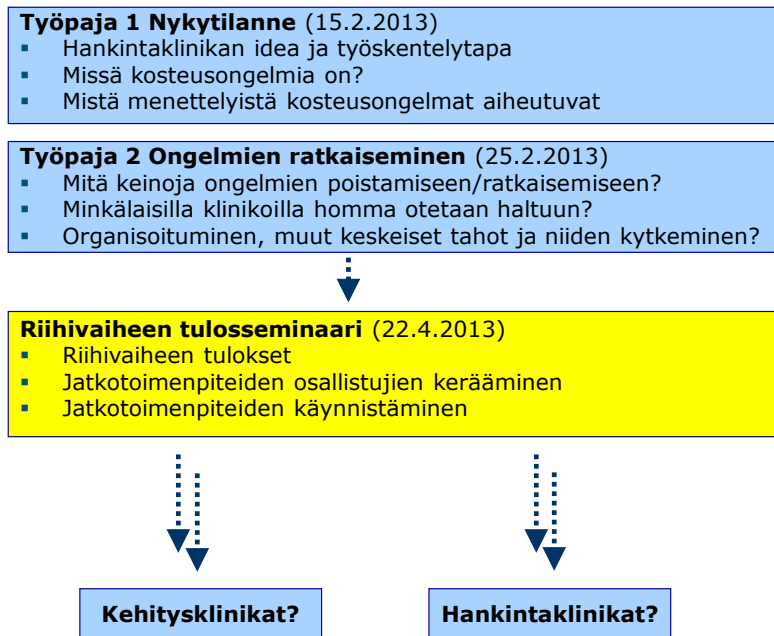 Työpaja 1 Nykytilanne (15.2.2013)
▪ Hankintaklinikan idea ja työskentelytapa
▪ Missä kosteusongelmia on?
▪ Mistä menettelyistä kosteusongelmat aiheutuvat
Työpaja 2 Ongelmien ratkaiseminen (25.2.2013)
▪ Mitä keinoja ongelmien poistamiseen/ratkaisemiseen?
▪ Minkälaisilla klinikoilla homma otetaan haltuun?
▪ Organisoituminen, muut keskeiset tahot ja niiden kytkeminen?
Riihivaiheen tulosseminaari (22.4.2013)
▪ Riihivaiheen tulokset
▪ Jatkotoimenpiteiden osallistujien kerääminen
▪ Jatkotoimenpiteiden käynnistäminen
Kehitysklinikat?
Hankintaklinikat?